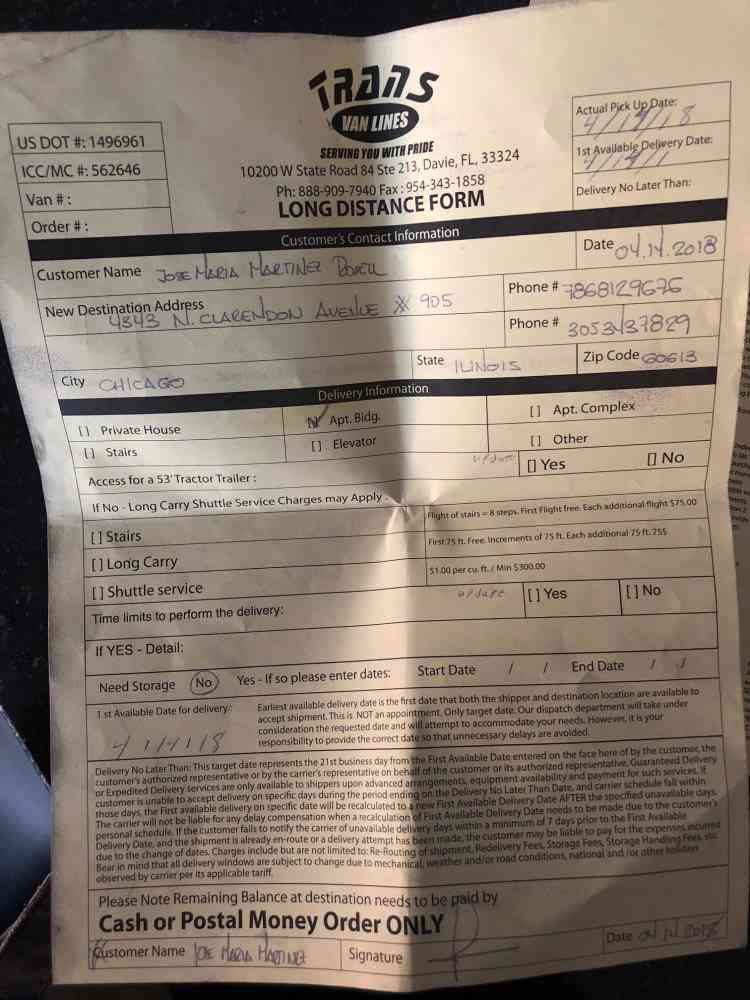 TRANS
VAN LINES
SERVING YOU WITH PRIDE
10200 W State Road 84 Ste 213, Davie, FL, 33324
Ph: 888-909-7940 Fax: 954-343-1858
LONG DISTANCE FORM
US DOT #: 1496961
ICC/MC #: 562646
Van #:
Order #:
Actual Pick Up Date:
4/14/18
1st Available Delivery Date:
4/14/1
Delivery No Later Than:
Customer's Contact Information
Customer Name JOSE MARIA MARTINEZ
Date 04.14.2018
New Destination Address
4343 N. CLARENDON AVENUE # 905
Phone # 7868129676
Phone # 3053437829
City CHICAGO
State ILINOIS
Zip Code 60613
Delivery Information
[ ] Private House
Apt. Bldg.
[ ] Apt. Complex
[ ] Stairs
[ ] Elevator
[ ] Other
Access for a 53' Tractor Trailer :
update [ ] Yes [ ] No
If No - Long Carry Shuttle Service Charges may Apply.
[ ] Stairs
Flight of stairs = 8 steps. First Flight free. Each additional flight $75.00
[ ] Long Carry
First 75 ft. Free. Increments of 75 ft. Each additional 75 ft. 75$
[ ] Shuttle service
$1.00 per cu. ft. / Min $300.00
Time limits to perform the delivery:
update [ ] Yes [ ] No
If YES - Detail:
Need Storage No Yes - If so please enter dates: Start Date / / End Date / /
1 st Available Date for delivery:
4/14/18
Earliest available delivery date is the first date that both the shipper and destination location are available to
accept shipment. This is NOT an appointment. Only target date. Our dispatch department will take under
consideration the requested date and will attempt to accommodate your needs. However, it is your
responsibility to provide the correct date so that unnecessary delays are avoided.
Delivery No Later Than: This target date represents the 21st business day from the First Available Date entered on the face here of by the customer, the
customer's authorized representative or by the carrier's representative on behalf of the customer or its authorized representative. Guaranteed Delivery
or Expedited Delivery services are only available to shippers upon advanced arrangements, equipment availability and payment for such services. If
customer is unable to accept delivery on specific days during the period ending on the Delivery No Later Than Date, and carrier schedule fall within
those days, the First available delivery on specific date will be recalculated to a new First Available Delivery Date AFTER the specified unavailable days.
The carrier will not be liable for any delay compensation when a recalculation of First Available Delivery Date needs to be made due to the customer's
personal schedule. If the customer fails to notify the carrier of unavailable delivery days within a minimum of 7 days prior to the First Available
Delivery Date, and the shipment is already en-route or a delivery attempt has been made, the customer may be liable to pay for the expenses incurred
due to the change of dates. Charges include but are not limited to: Re-Routing of shipment, Redelivery Fees, Storage Fees, Storage Handling Fees, etc.
Bear in mind that all delivery windows are subject to change due to mechanical, weather and/or road conditions, national and /or other holidays
observed by carrier per its applicable tariff.
Please Note Remaining Balance at destination needs to be paid by
Cash or Postal Money Order ONLY
Customer Name JOSE MARIA MARTINEZ
Signature
Date